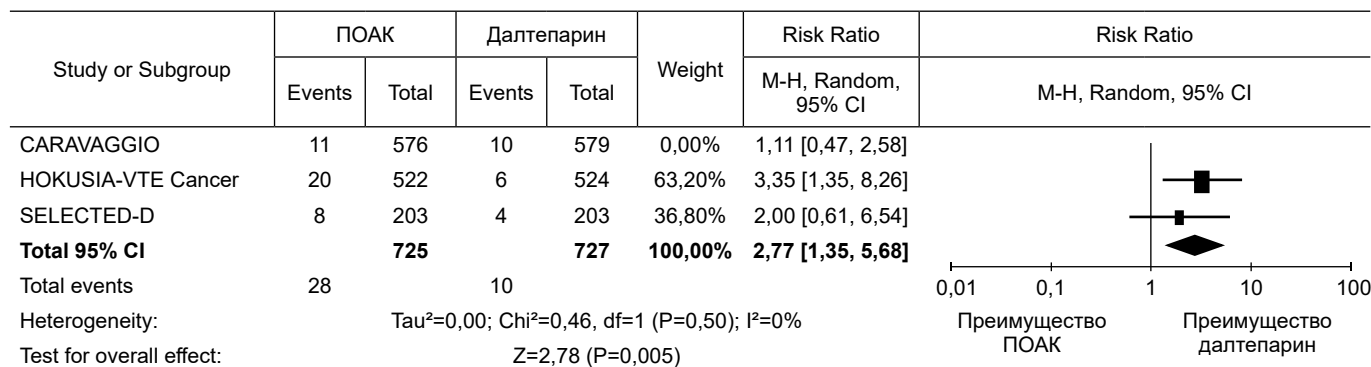 Study or Subgroup ПОАК Далтепарин Weight Risk Ratio Risk Ratio
Events Total Events Total M-H, Random, 95% CI M-H, Random, 95% CI
CARAVAGGIO 11 576 10 579 0,00% 1,11 [0,47, 2,58]
HOKUSIA-VTE Cancer 20 522 6 524 63,20% 3,35 [1,35, 8,26]
SELECTED-D 8 203 4 203 36,80% 2,00 [0,61, 6,54]
Total 95% CI 725 727 100,00% 2,77 [1,35, 5,68]
Total events 28 10
Heterogeneity: Tau²=0,00; Chi²=0,46, df=1 (P=0,50); I²=0%
Test for overall effect: Z=2,78 (P=0,005)
0,01 0,1 1 10 100
Преимущество ПОАК
Преимущество далтепарин